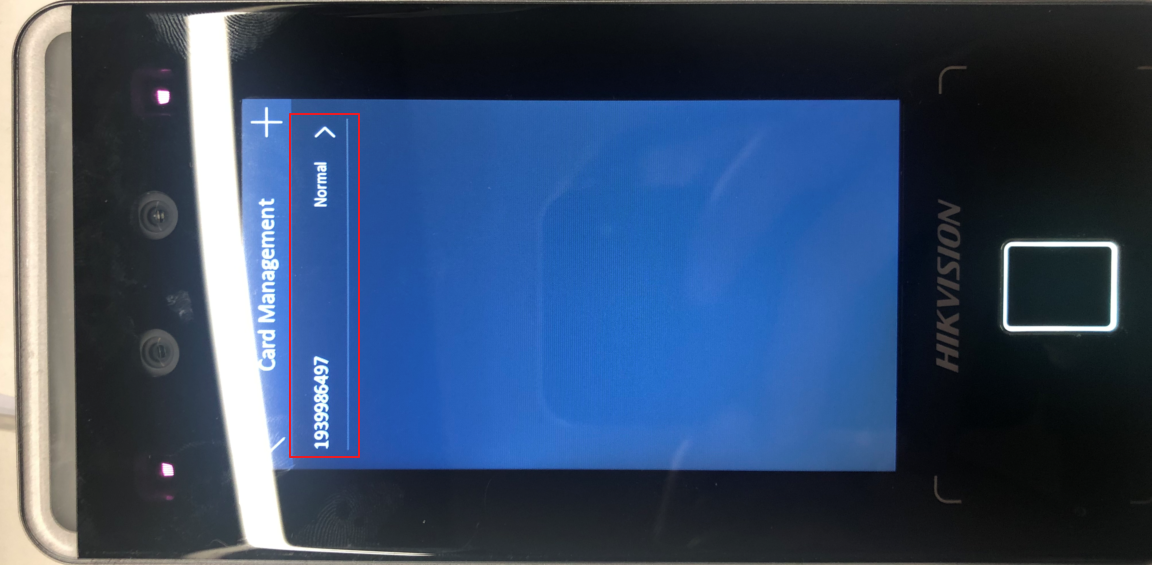 Card Management
1939986497 Normal
HIKVISION